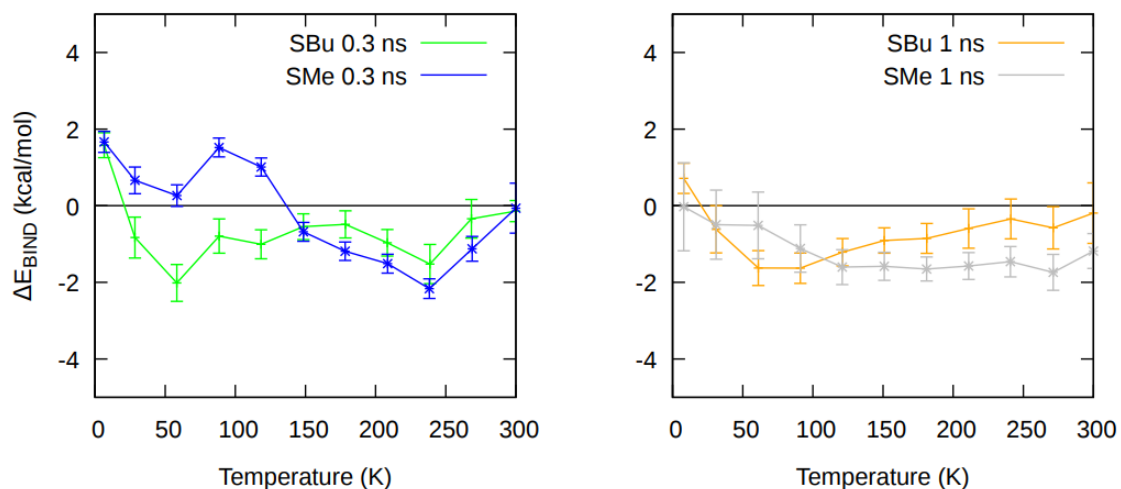 SBu 0.3 ns
SMe 0.3 ns
ΔE_BIND (kcal/mol)
4
2
0
-2
-4
0 50 100 150 200 250 300
Temperature (K)
SBu 1 ns
SMe 1 ns
4
2
0
-2
-4
0 50 100 150 200 250 300
Temperature (K)